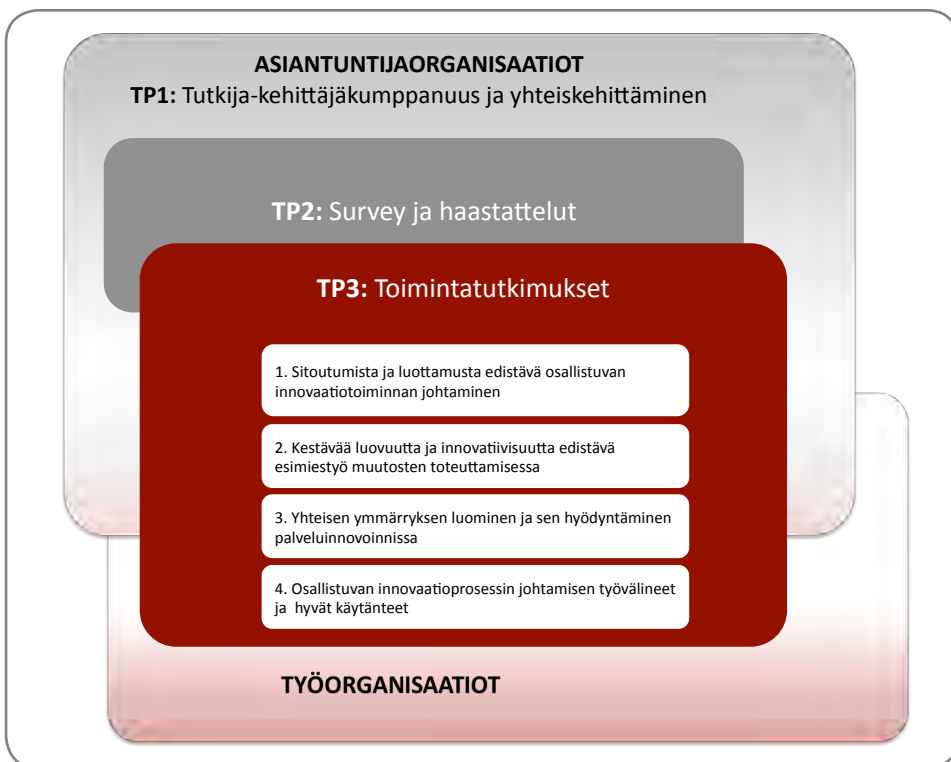 ASIANTUNTIJAORGANISAATIOT
TP1: Tutkija-kehittäjäkumppanuus ja yhteiskehittäminen
TP2: Survey ja haastattelut
TP3: Toimintatutkimukset
1. Sitoutumista ja luottamusta edistävä osallistuvan
innovaatiotoiminnan johtaminen
2. Kestävää luovuutta ja innovatiivisuutta edistävä
esimiestyö muutosten toteuttamisessa
3. Yhteisen ymmärryksen luominen ja sen hyödyntäminen
palveluinnovoinnissa
4. Osallistuvan innovaatioprosessin johtamisen työvälineet
ja hyvät käytänteet
TYÖORGANISAATIOT